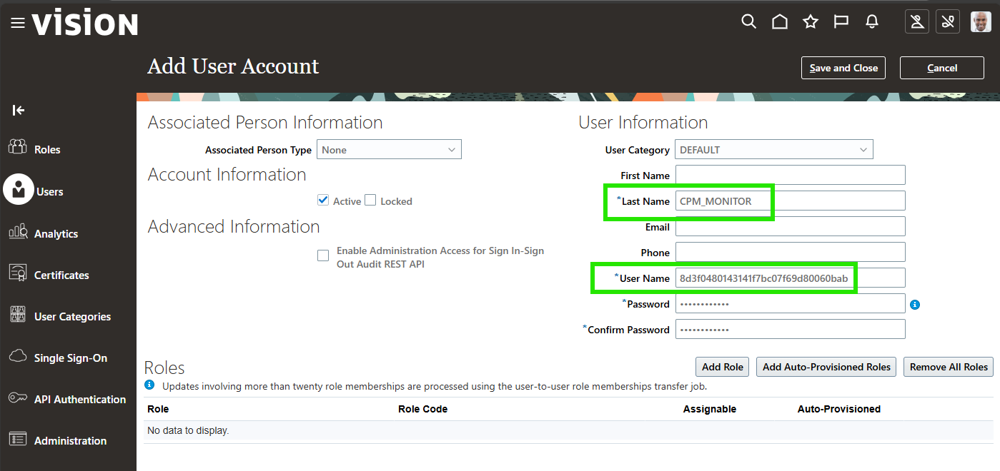 VISION
Add User Account
Save and Close
Cancel
Roles
Users
Analytics
Certificates
User Categories
Single Sign-On
API Authentication
Administration
Associated Person Information
Associated Person Type None
Account Information
Active Locked
Advanced Information
Enable Administration Access for Sign In-Sign
Out Audit REST API
User Information
User Category DEFAULT
First Name
*Last Name CPM_MONITOR
Email
Phone
*User Name 8d3f0480143141f7bc07f69d80060bab
*Password ••••••••••••
*Confirm Password ••••••••••••
Roles
Add Role Add Auto-Provisioned Roles Remove All Roles
Updates involving more than twenty role memberships are processed using the user-to-user role memberships transfer job.
Role Role Code Assignable Auto-Provisioned
No data to display.